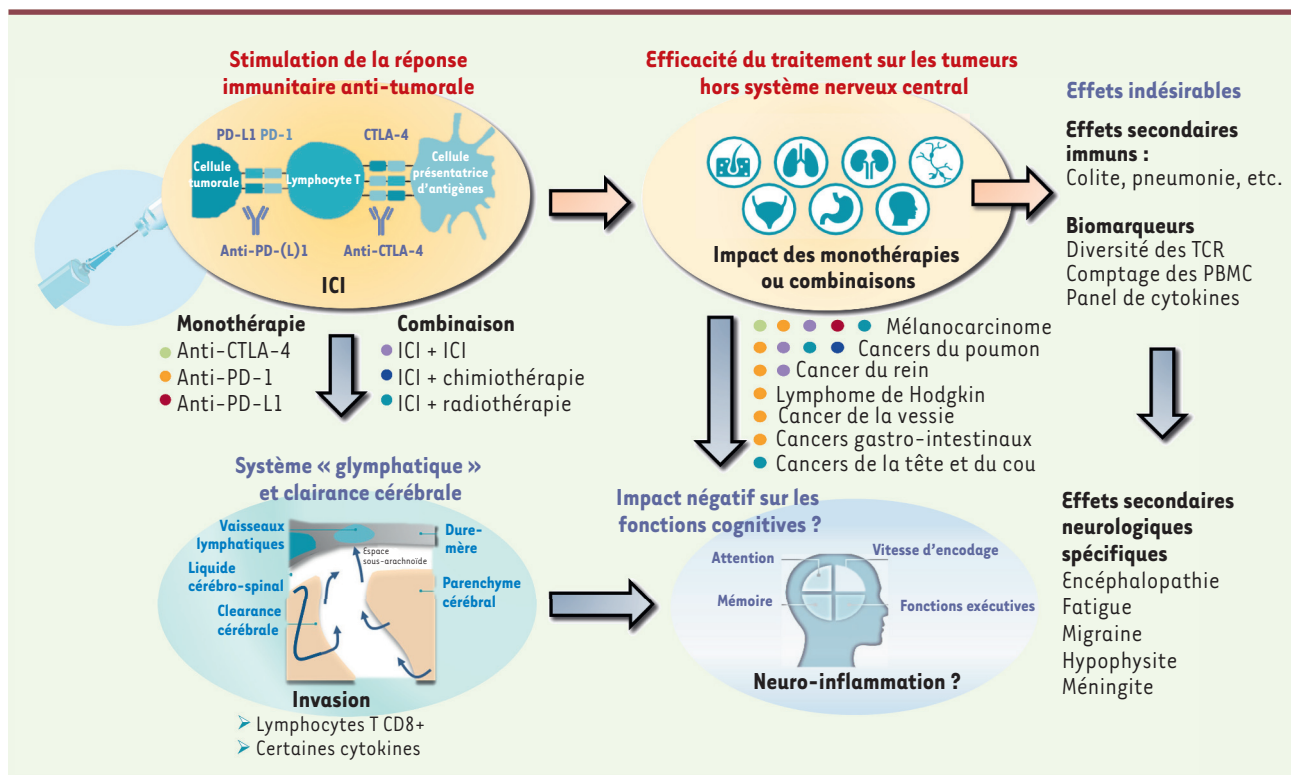 Stimulation de la réponse
immunitaire anti-tumorale
PD-L1 PD-1
CTLA-4
Cellule
tumorale
Lymphocyte T
Cellule
présentatrice
d'antigènes
Anti-PD-(L)1
Anti-CTLA-4
ICI
Monothérapie
Anti-CTLA-4
Anti-PD-1
Anti-PD-L1
Combinaison
ICI + ICI
ICI + chimiothérapie
ICI + radiothérapie
Efficacité du traitement sur les tumeurs
hors système nerveux central
Impact des monothérapies
ou combinaisons
Mélanocarcinome
Cancers du poumon
Cancer du rein
Lymphome de Hodgkin
Cancer de la vessie
Cancers gastro-intestinaux
Cancers de la tête et du cou
Effets indésirables
Effets secondaires
immuns :
Colite, pneumonie, etc.
Biomarqueurs
Diversité des TCR
Comptage des PBMC
Panel de cytokines
Système « glymphatique »
et clairance cérébrale
Vaisseaux
lymphatiques
Espace
sous-arachnoïde
Dure-
mère
Liquide
cérébro-spinal
Clearance
cérébrale
Parenchyme
cérébral
Invasion
➢ Lymphocytes T CD8+
➢ Certaines cytokines
Impact négatif sur les
fonctions cognitives ?
Attention
Vitesse d'encodage
Mémoire
Fonctions exécutives
Neuro-inflammation ?
Effets secondaires
neurologiques
spécifiques
Encéphalopathie
Fatigue
Migraine
Hypophysite
Méningite